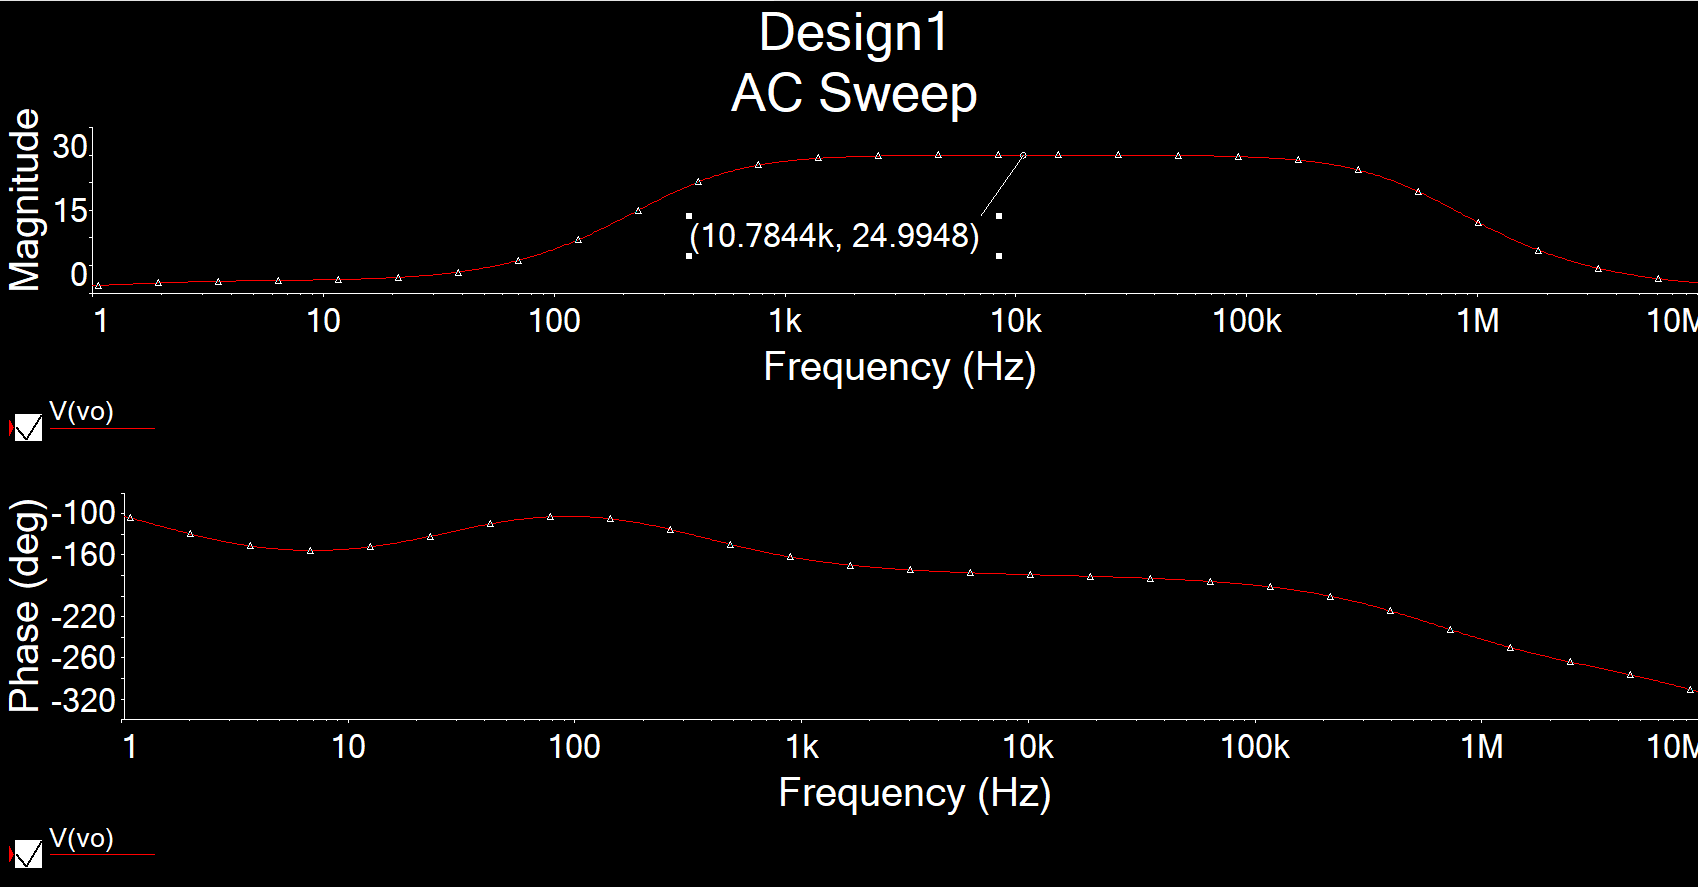 Design1
AC Sweep
Magnitude
30
15
0
(10.7844k, 24.9948)
1 10 100 1k 10k 100k 1M 10M
Frequency (Hz)
V(vo)
Phase (deg)
-100
-160
-220
-260
-320
1 10 100 1k 10k 100k 1M 10M
Frequency (Hz)
V(vo)